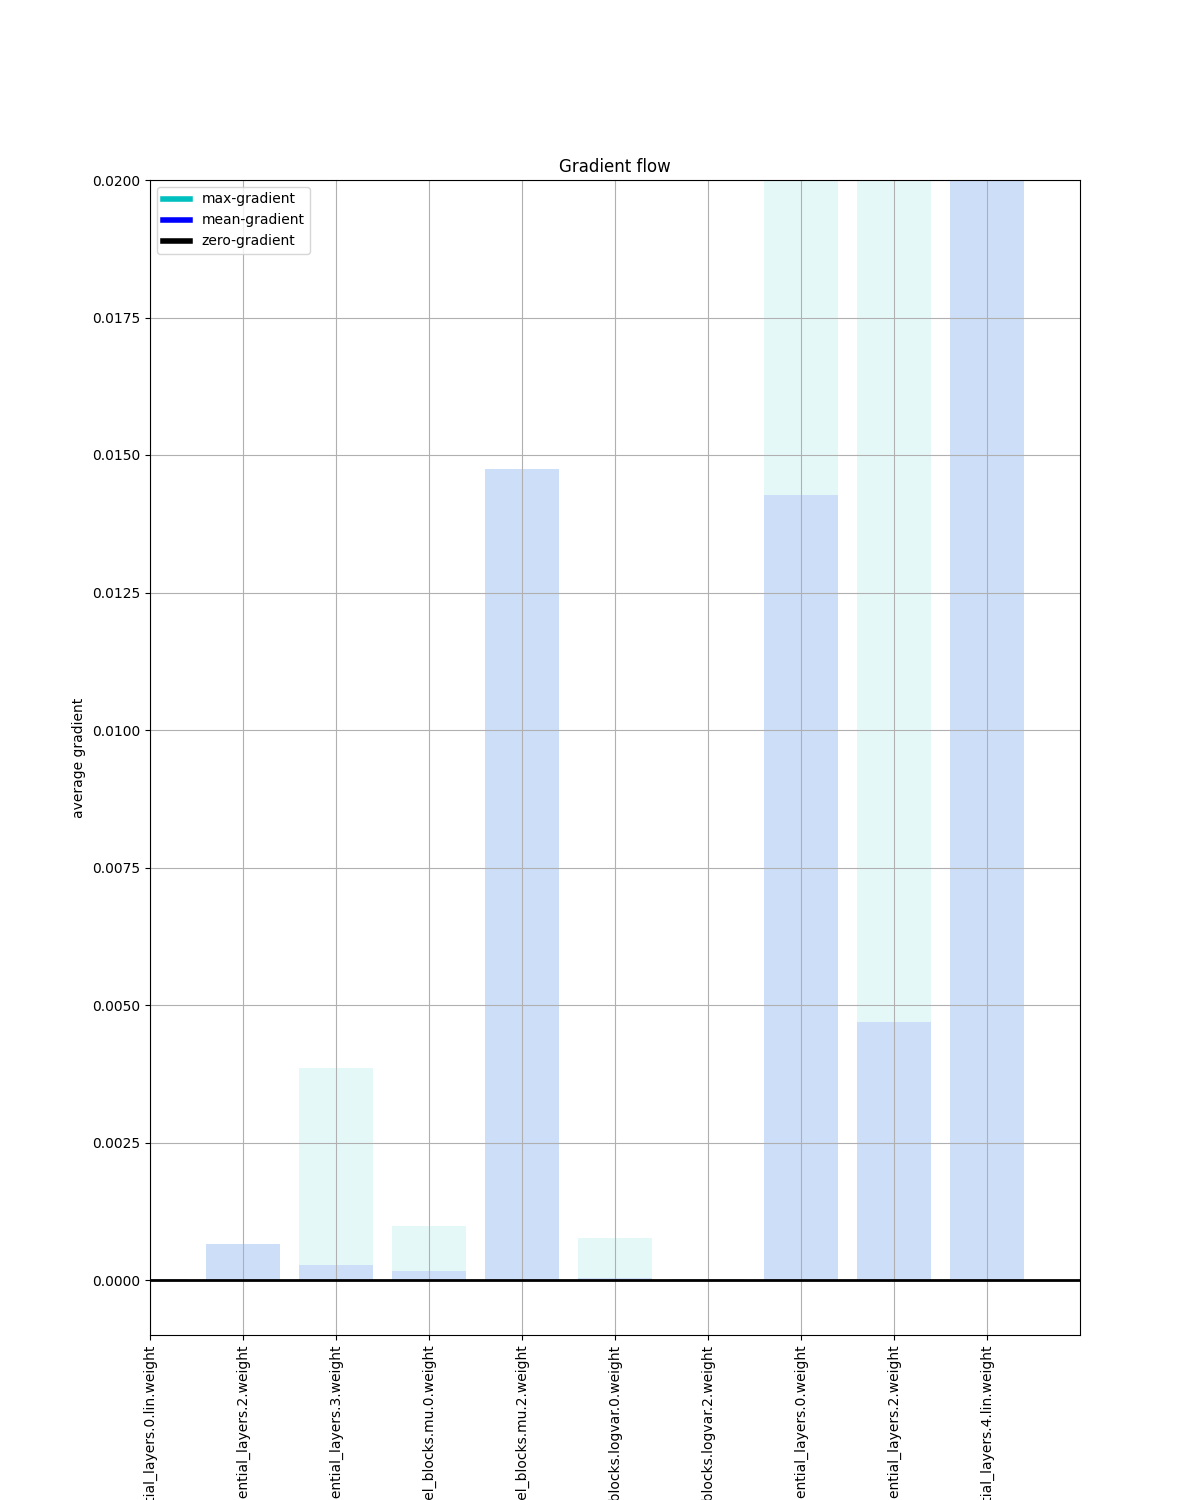 Gradient flow
max-gradient
mean-gradient
zero-gradient
0.0200
0.0175
0.0150
0.0125
0.0100
0.0075
0.0050
0.0025
0.0000
average gradient
tial_layers.0.lin.weight
ential_layers.2.weight
ential_layers.3.weight
el_blocks.mu.0.weight
el_blocks.mu.2.weight
blocks.logvar.0.weight
blocks.logvar.2.weight
ential_layers.0.weight
ential_layers.2.weight
tial_layers.4.lin.weight